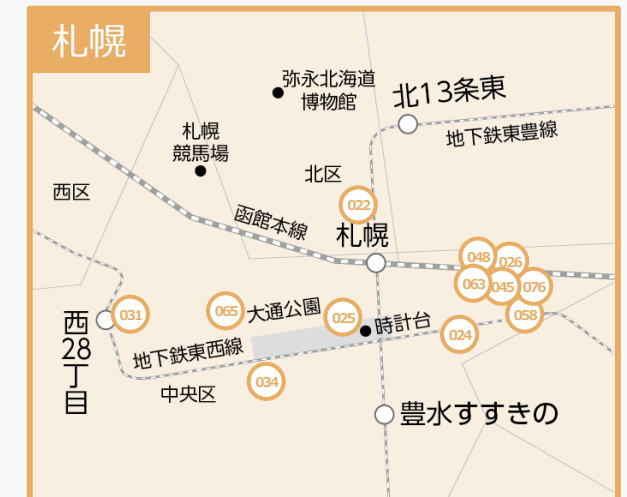 札幌
弥永北海道
博物館
北13条東
地下鉄東豊線
札幌
競馬場
北区
西区
022
函館本線
札幌
048
026
063
045
076
058
031
065
大通公園
025
時計台
024
西
28
丁
目
地下鉄東西線
034
中央区
豊水すすきの